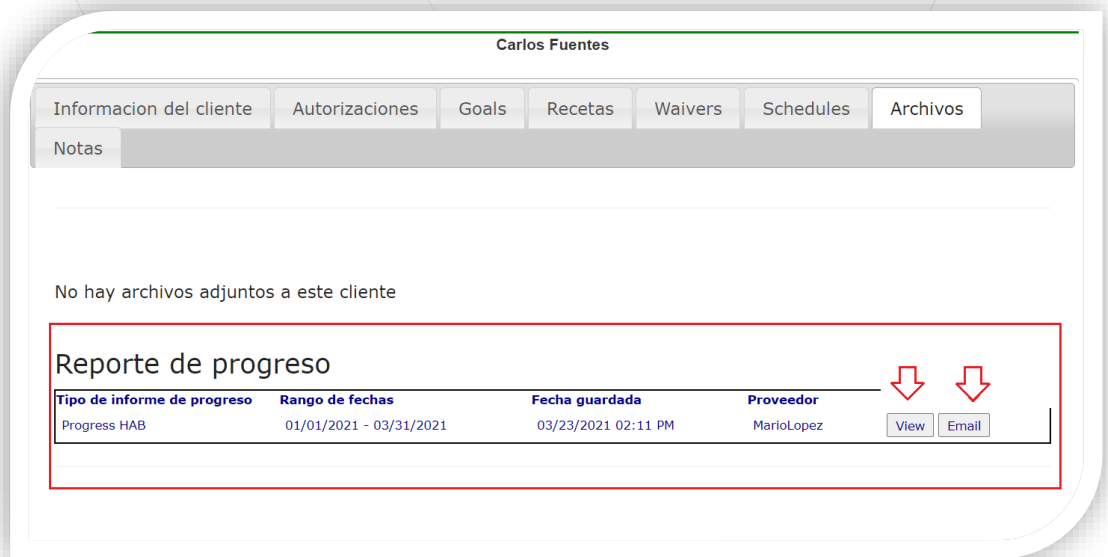 Carlos Fuentes
Informacion del cliente Autorizaciones Goals Recetas Waivers Schedules Archivos
Notas
No hay archivos adjuntos a este cliente
Reporte de progreso
Tipo de informe de progreso Rango de fechas Fecha guardada Proveedor
Progress HAB 01/01/2021 - 03/31/2021 03/23/2021 02:11 PM MarioLopez View Email